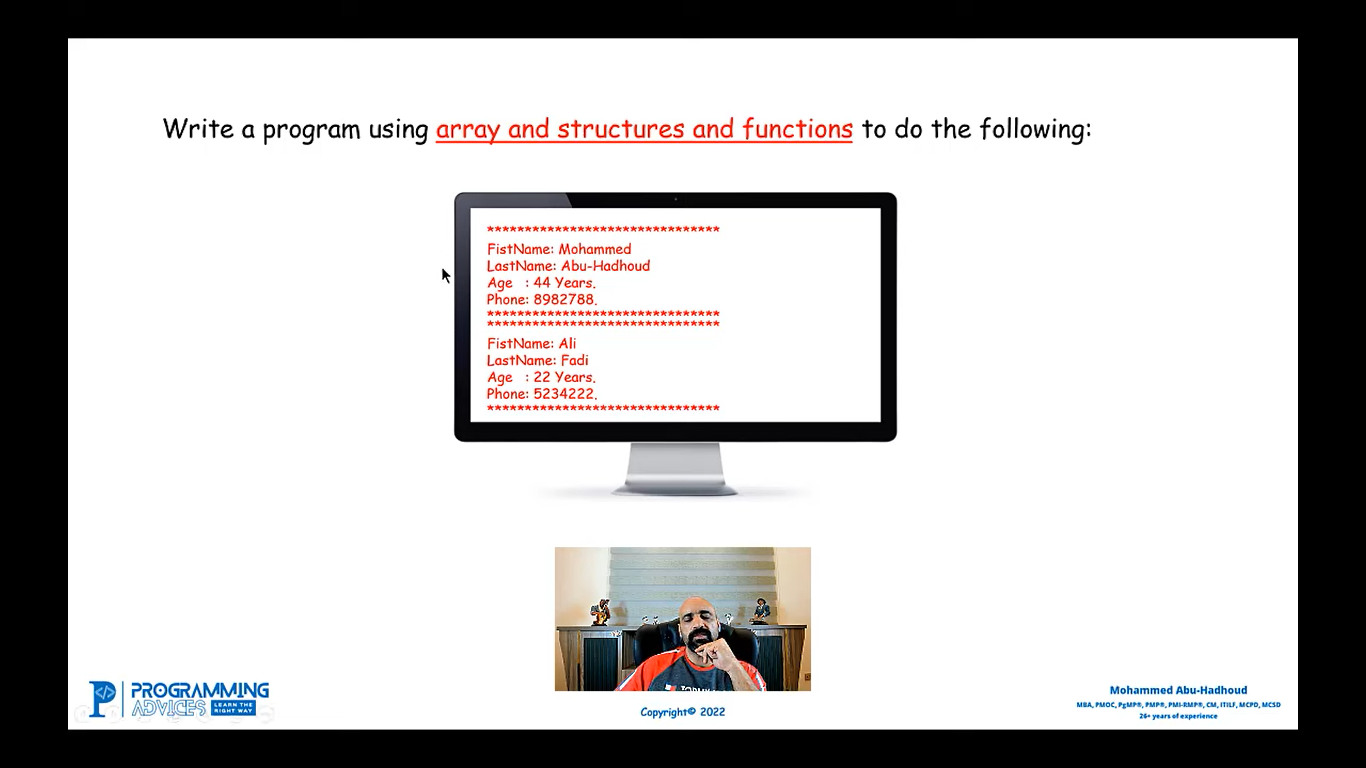 Write a program using array and structures and functions to do the following:
*******************************
FistName: Mohammed
LastName: Abu-Hadhoud
Age : 44 Years.
Phone: 8982788.
*******************************
*******************************
FistName: Ali
LastName: Fadi
Age : 22 Years.
Phone: 5234222.
*******************************
PROGRAMMING
ADVICES LEARN THE RIGHT WAY
Copyright© 2022
Mohammed Abu-Hadhoud
MBA, PMOC, PgMP®, PMP®, PMI-RMP®, CM, ITILF, MCPD, MCSD
26+ years of experience